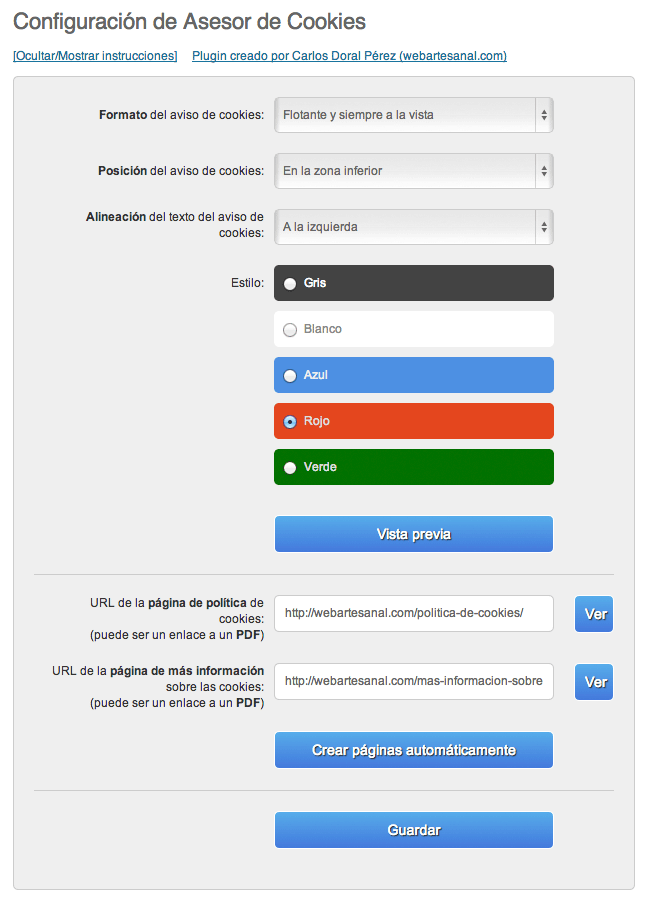 Configuración de Asesor de Cookies
[Ocultar/Mostrar instrucciones] Plugin creado por Carlos Doral Pérez (webartesanal.com)
Formato del aviso de cookies: Flotante y siempre a la vista
Posición del aviso de cookies: En la zona inferior
Alineación del texto del aviso de
cookies: A la izquierda
Estilo: Gris
Blanco
Azul
Rojo
Verde
Vista previa
URL de la página de política de
cookies:
(puede ser un enlace a un PDF)
http://webartesanal.com/politica-de-cookies/ Ver
URL de la página de más información
sobre las cookies:
(puede ser un enlace a un PDF)
http://webartesanal.com/mas-informacion-sobre Ver
Crear páginas automáticamente
Guardar